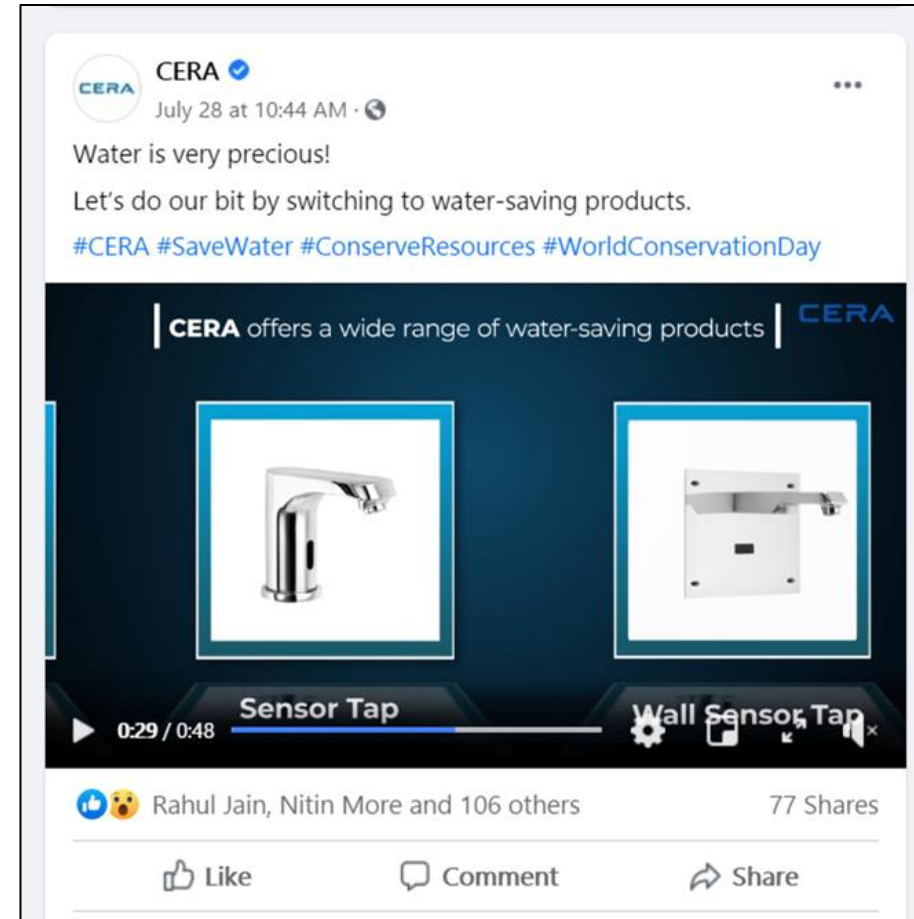 CERA
CERA
July 28 at 10:44 AM ·
Water is very precious!
Let's do our bit by switching to water-saving products.
#CERA #SaveWater #ConserveResources #WorldConservationDay
CERA offers a wide range of water-saving products
CERA
Sensor Tap
Wall Sensor Tap
0:29 / 0:48
Rahul Jain, Nitin More and 106 others
77 Shares
Like
Comment
Share